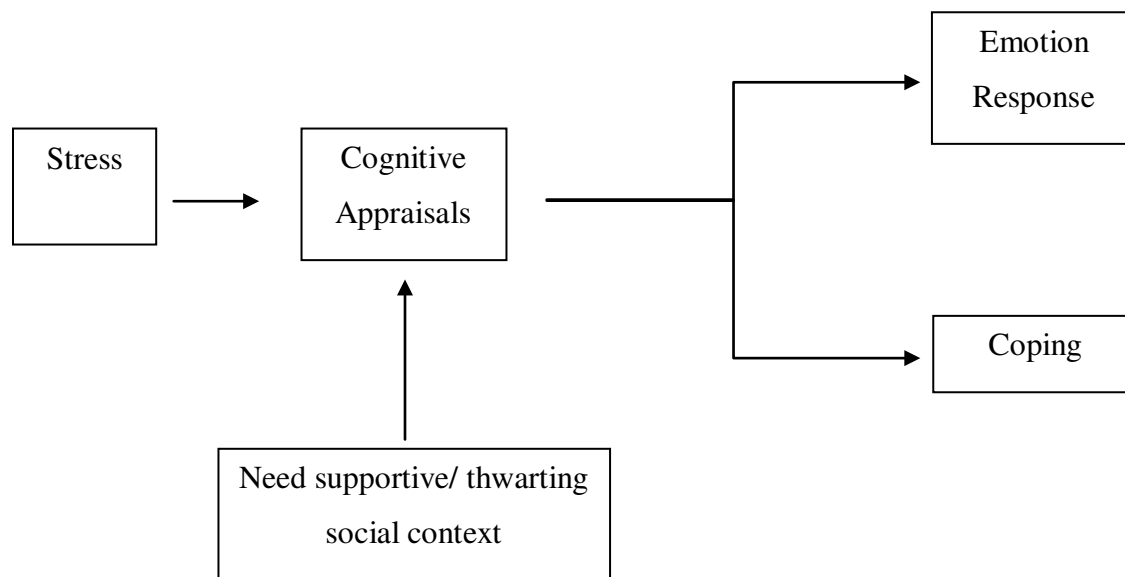 Emotion
Response
Stress
Cognitive
Appraisals
Coping
Need supportive/ thwarting
social context